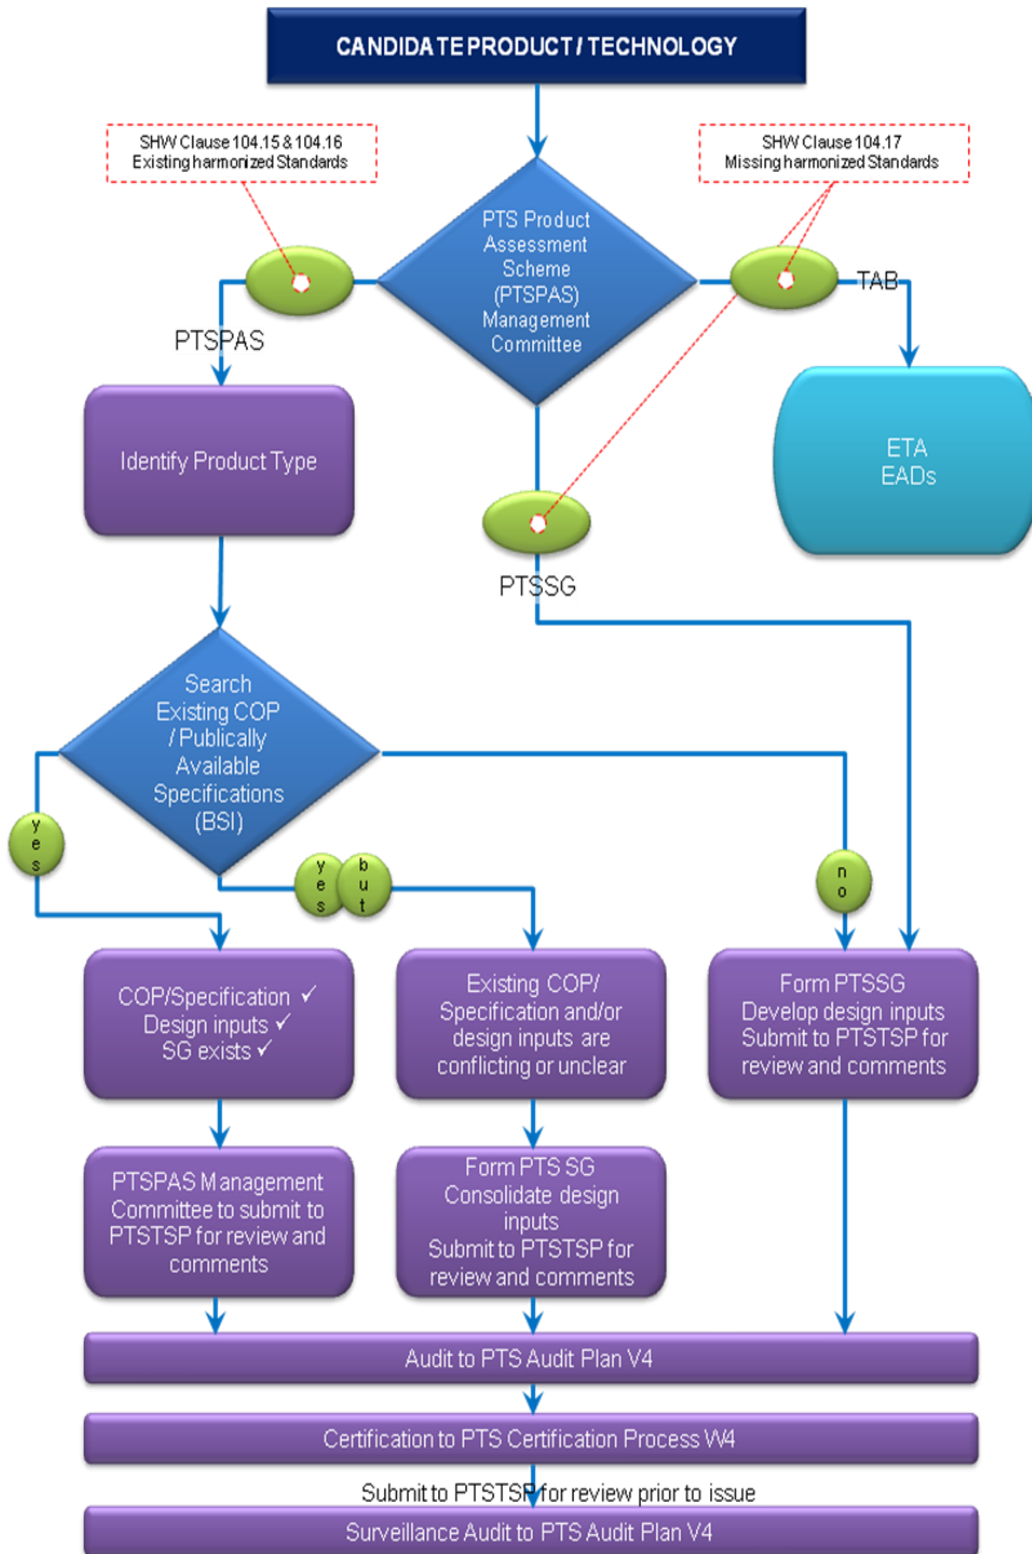 CANDIDATE PRODUCT / TECHNOLOGY
SHW Clause 104.15 & 104.16
Existing harmonized Standards
SHW Clause 104.17
Missing harmonized Standards
PTS Product
Assessment
Scheme
(PTSPAS)
Management
Committee
TAB
PTSPAS
Identify Product Type
ETA
EADs
PTSSG
Search
Existing COP
/ Publically
Available
Specifications
(BSI)
yes
yes
but
no
COP/Specification ✓
Design inputs ✓
SG exists ✓
Existing COP/
Specification and/or
design inputs are
conflicting or unclear
Form PTSSG
Develop design inputs
Submit to PTSTSP for
review and comments
PTSPAS Management
Committee to submit to
PTSTSP for review and
comments
Form PTS SG
Consolidate design
inputs
Submit to PTSTSP for
review and comments
Audit to PTS Audit Plan V4
Certification to PTS Certification Process W4
Submit to PTSTSP for review prior to issue
Surveillance Audit to PTS Audit Plan V4